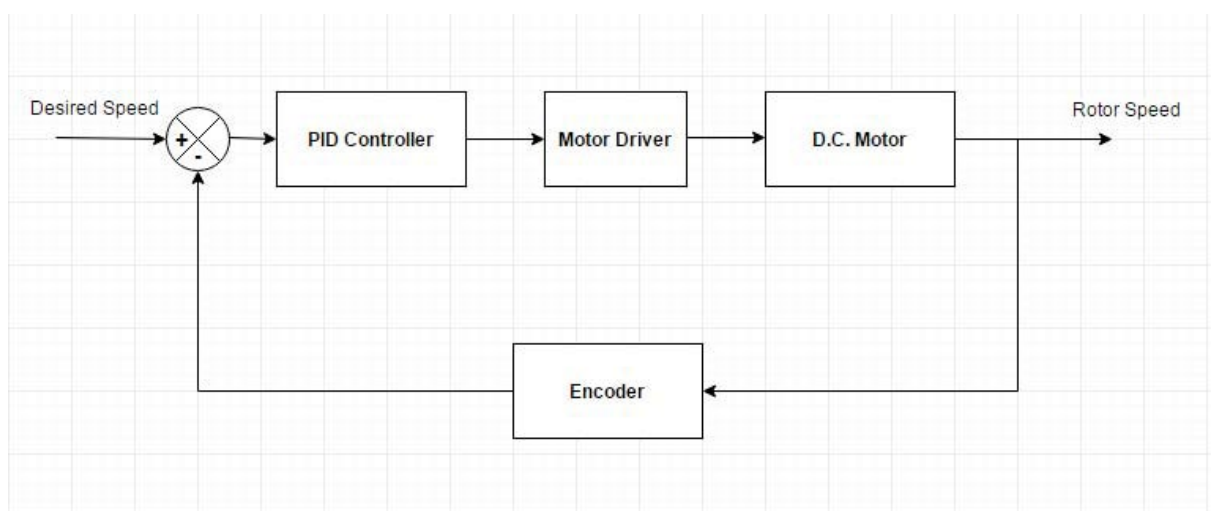 Desired Speed
Rotor Speed
+
-
PID Controller
Motor Driver
D.C. Motor
Encoder